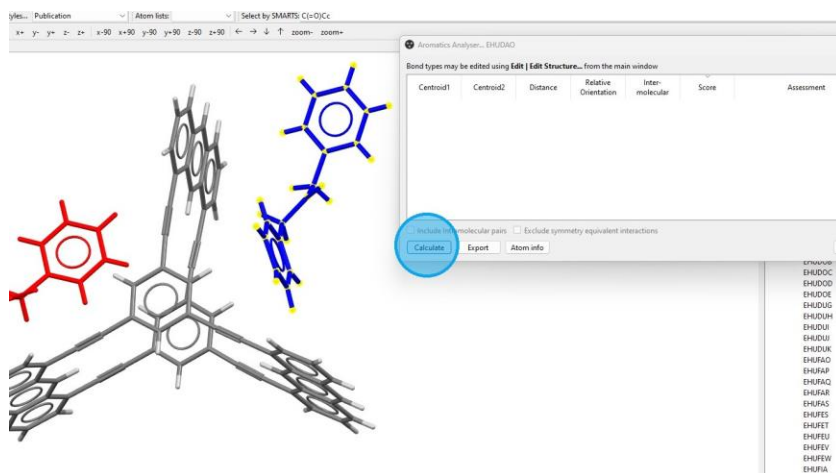 yles... Publication Atom lists: Select by SMARTS: C(=O)Cc
x+ y- y+ z- z+ x-90 x+90 y-90 y+90 z-90 z+90 ← → ↓ ↑ zoom- zoom+
Aromatics Analyser... EHUDAO
Bond types may be edited using Edit | Edit Structure... from the main window
Centroid1 Centroid2 Distance Relative Orientation Inter-molecular Score Assessment
Include intramolecular pairs Exclude symmetry equivalent interactions
Calculate Export Atom info
EHUDOB
EHUDOC
EHUDOD
EHUDOE
EHUDUG
EHUDUH
EHUDUI
EHUDUJ
EHUDUK
EHUFAO
EHUFAP
EHUFAQ
EHUFAR
EHUFAS
EHUFES
EHUFET
EHUFEU
EHUFEV
EHUFEW
EHUFIA